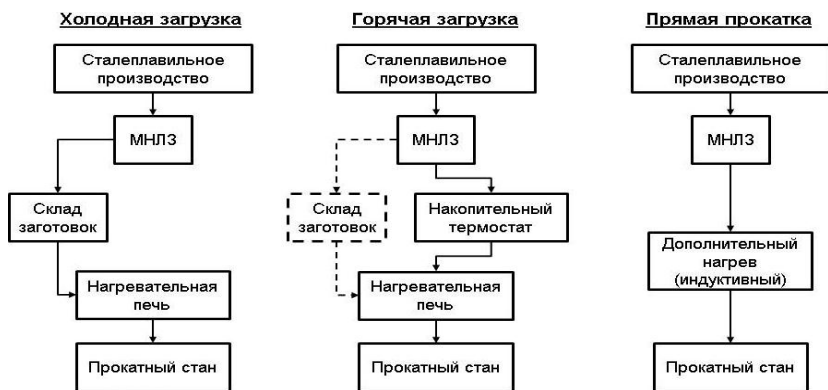 Холодная загрузка
Сталеплавильное
производство
МНЛЗ
Склад
заготовок
Нагревательная
печь
Прокатный стан
Горячая загрузка
Сталеплавильное
производство
МНЛЗ
Склад
заготовок
Накопительный
термостат
Нагревательная
печь
Прокатный стан
Прямая прокатка
Сталеплавильное
производство
МНЛЗ
Дополнительный
нагрев
(индуктивный)
Прокатный стан